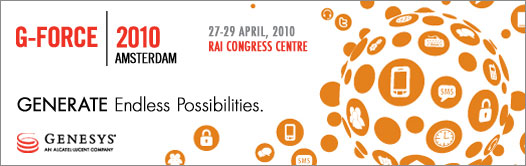 G-FORCE 2010
AMSTERDAM
27-29 APRIL, 2010
RAI CONGRESS CENTRE
GENERATE Endless Possibilities.
GENESYS
AN ALCATEL-LUCENT COMPANY
SMS
SMS